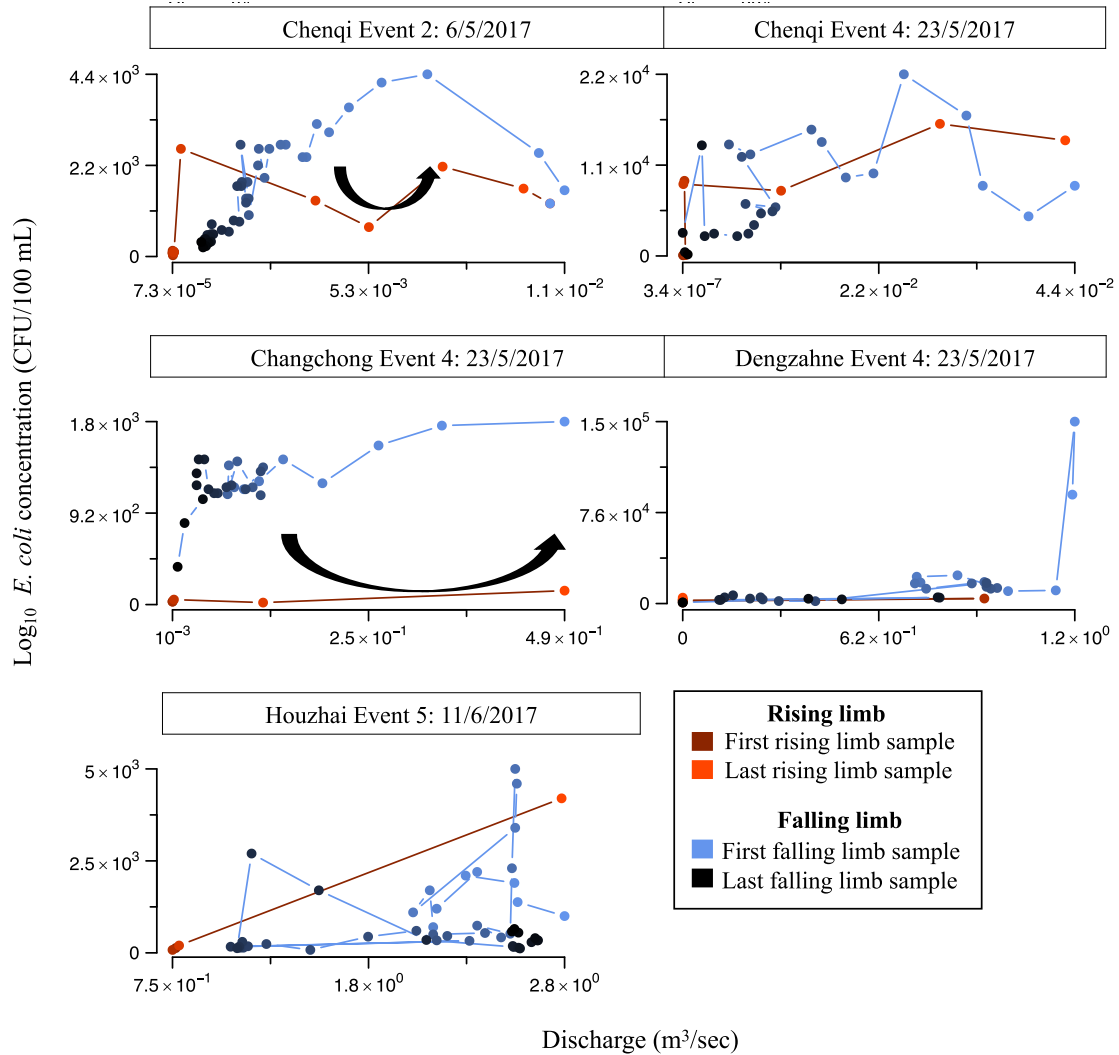 Chenqi Event 2: 6/5/2017
Chenqi Event 4: 23/5/2017
4.4 × 10³
2.2 × 10³
0
7.3 × 10⁻⁵
5.3 × 10⁻³
1.1 × 10⁻²
2.2 × 10⁴
1.1 × 10⁴
0
3.4 × 10⁻⁷
2.2 × 10⁻²
4.4 × 10⁻²
Log₁₀ E. coli concentration (CFU/100 mL)
Changchong Event 4: 23/5/2017
Dengzahne Event 4: 23/5/2017
1.8 × 10³
9.2 × 10²
0
10⁻³
2.5 × 10⁻¹
4.9 × 10⁻¹
1.5 × 10⁵
7.6 × 10⁴
0
0
6.2 × 10⁻¹
1.2 × 10⁰
Houzhai Event 5: 11/6/2017
5 × 10³
2.5 × 10³
0
7.5 × 10⁻¹
1.8 × 10⁰
2.8 × 10⁰
Rising limb
First rising limb sample
Last rising limb sample
Falling limb
First falling limb sample
Last falling limb sample
Discharge (m³/sec)